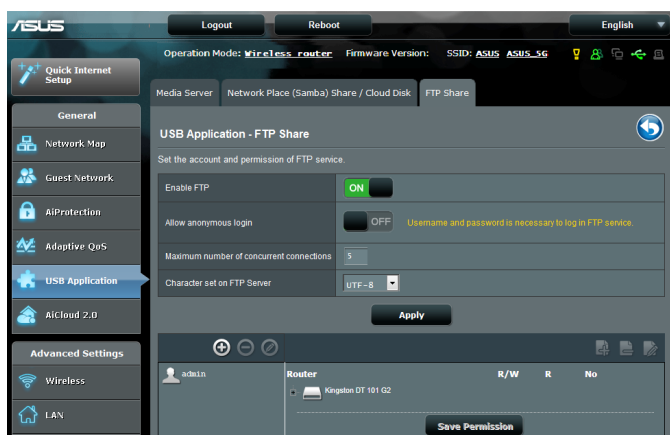 ASUS
Logout
Reboot
English
Operation Mode: Wireless router Firmware Version: SSID: ASUS ASUS_5G
Quick Internet
Setup
General
Network Map
Guest Network
AiProtection
Adaptive QoS
USB Application
AiCloud 2.0
Advanced Settings
Wireless
LAN
Media Server
Network Place (Samba) Share / Cloud Disk
FTP Share
USB Application - FTP Share
Set the account and permission of FTP service.
Enable FTP
ON
Allow anonymous login
OFF
Username and password is necessary to log in FTP service.
Maximum number of concurrent connections
5
Character set on FTP Server
UTF-8
Apply
admin
Router R/W R No
Kingston DT 101 G2
Save Permission